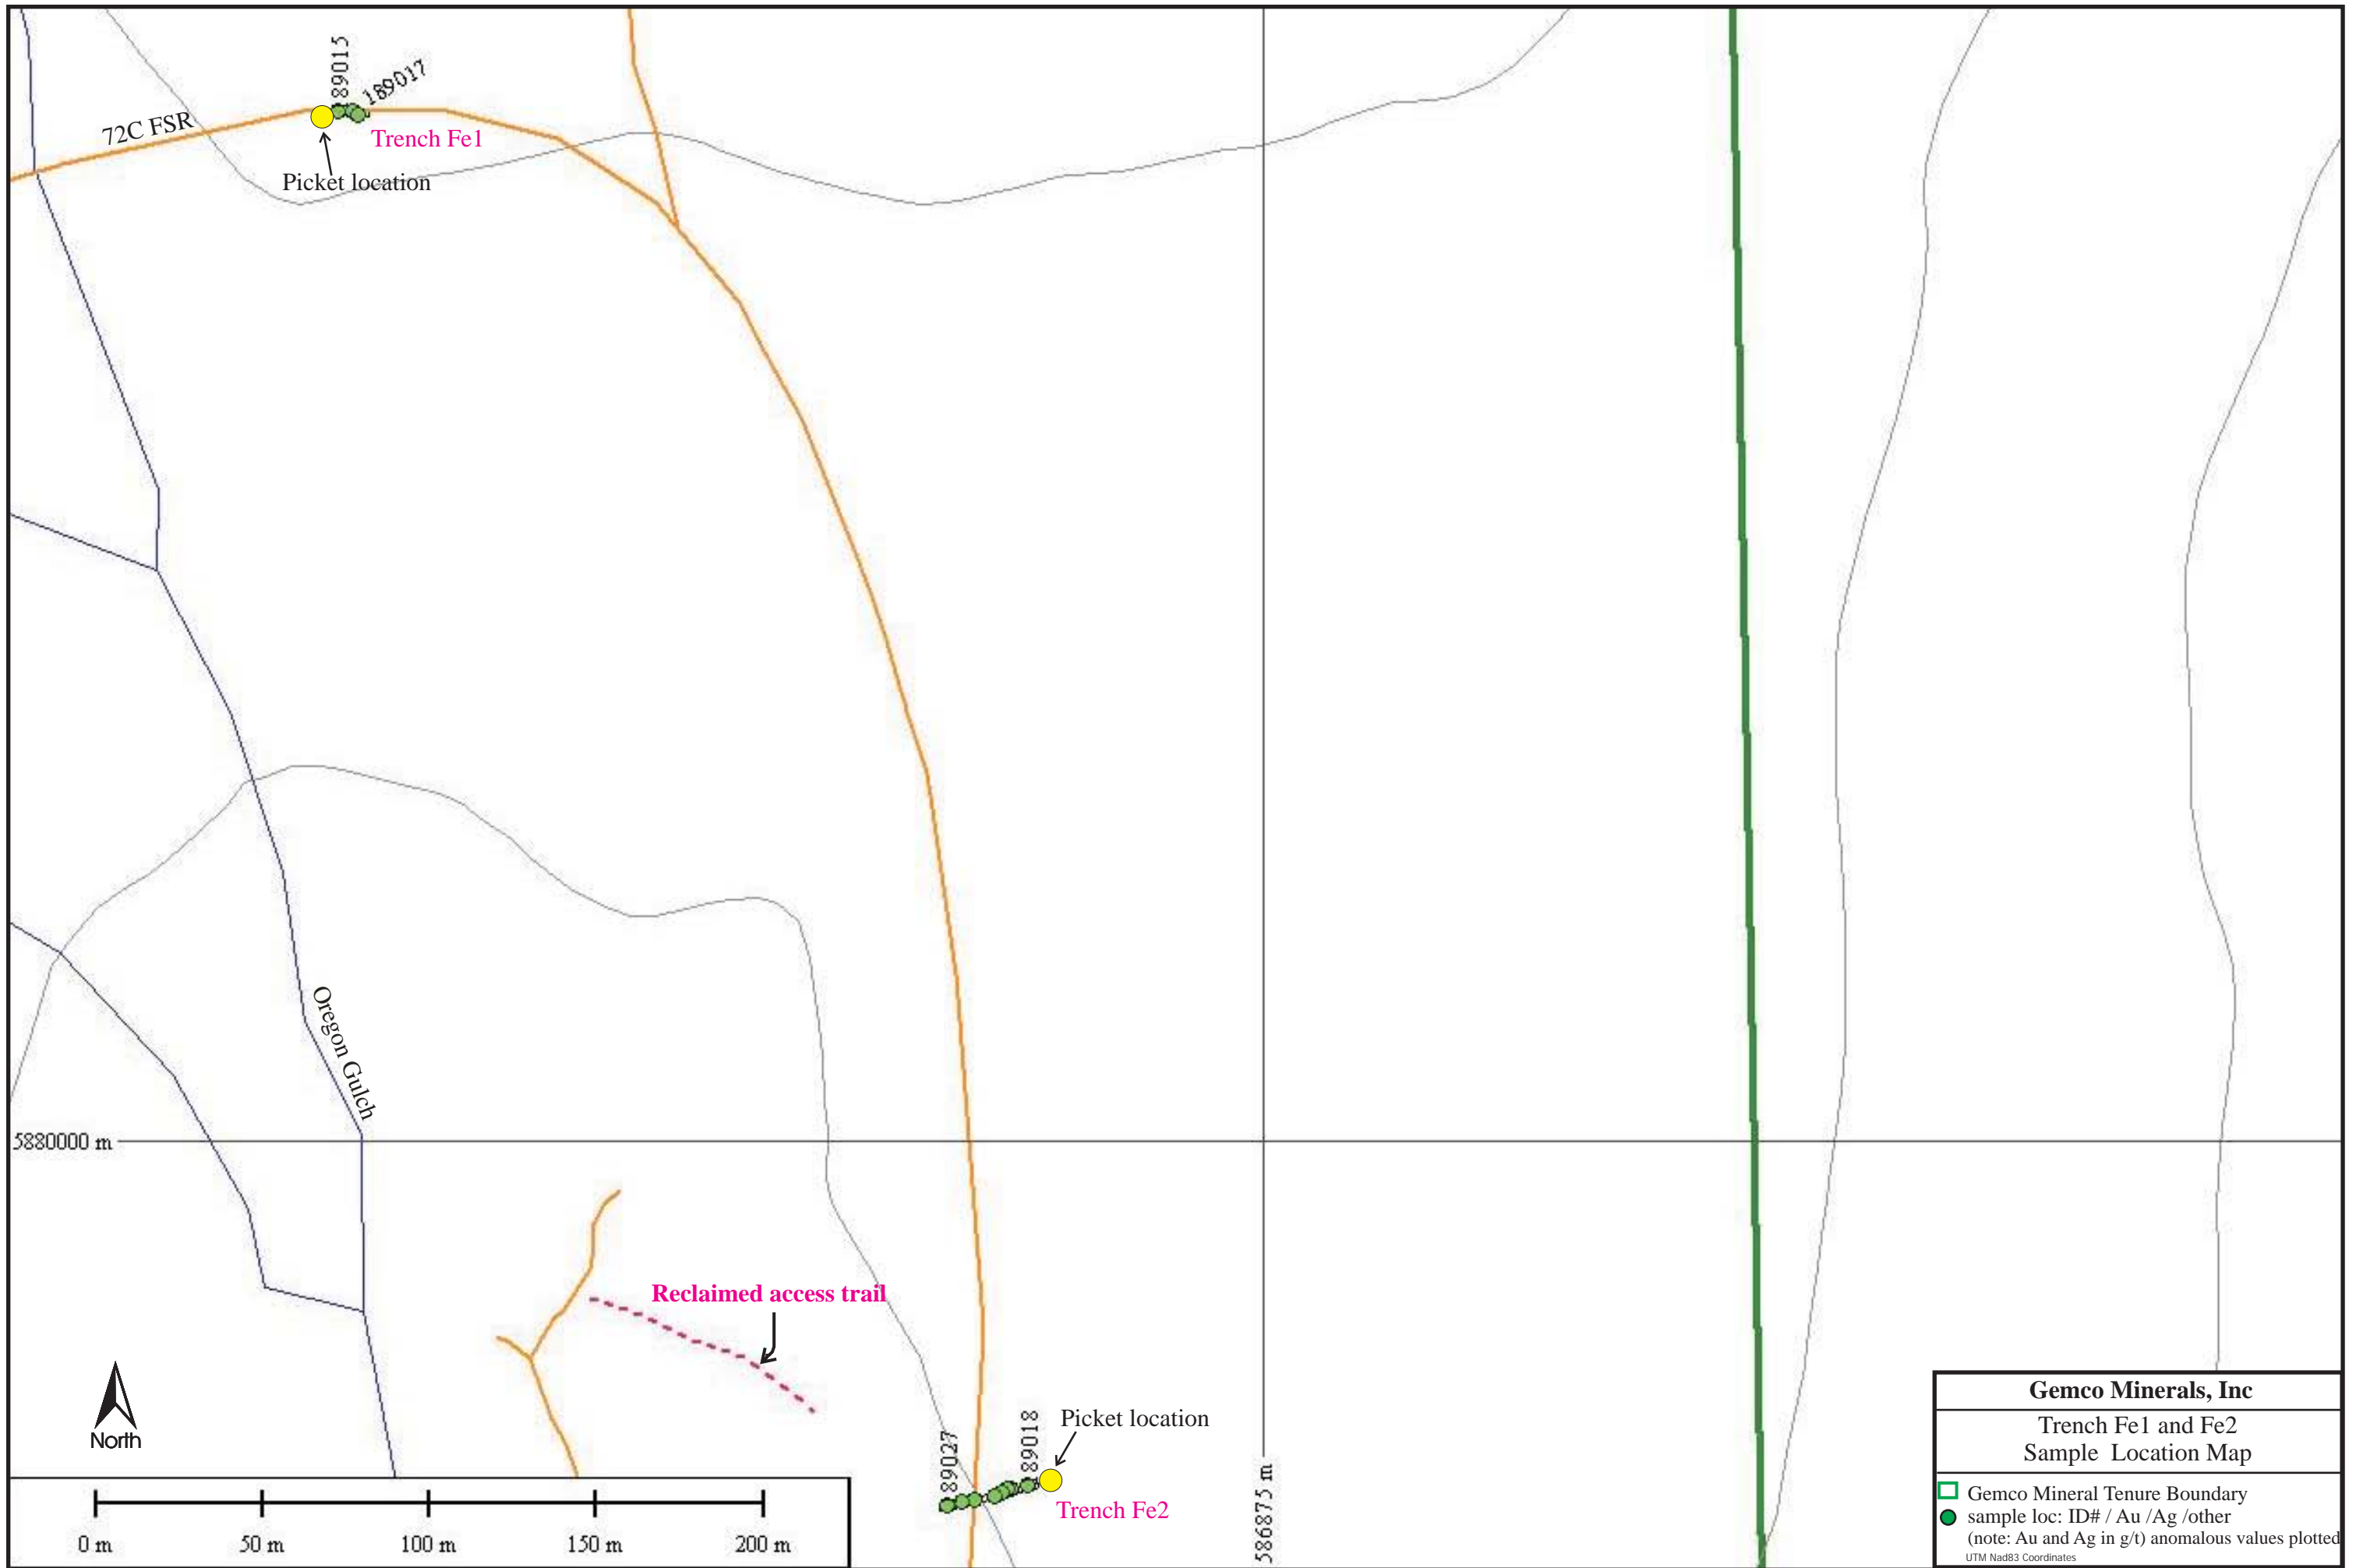 89015
189017
72C FSR
Trench Fe1
Picket location
Oregon Gulch
5880000 m
Reclaimed access trail
North
89027
189018
Picket location
Trench Fe2
586875 m
0 m
50 m
100 m
150 m
200 m
Gemco Minerals, Inc
Trench Fe1 and Fe2
Sample Location Map
Gemco Mineral Tenure Boundary
sample loc: ID# / Au /Ag /other
(note: Au and Ag in g/t) anomalous values plotted
UTM Nad83 Coordinates